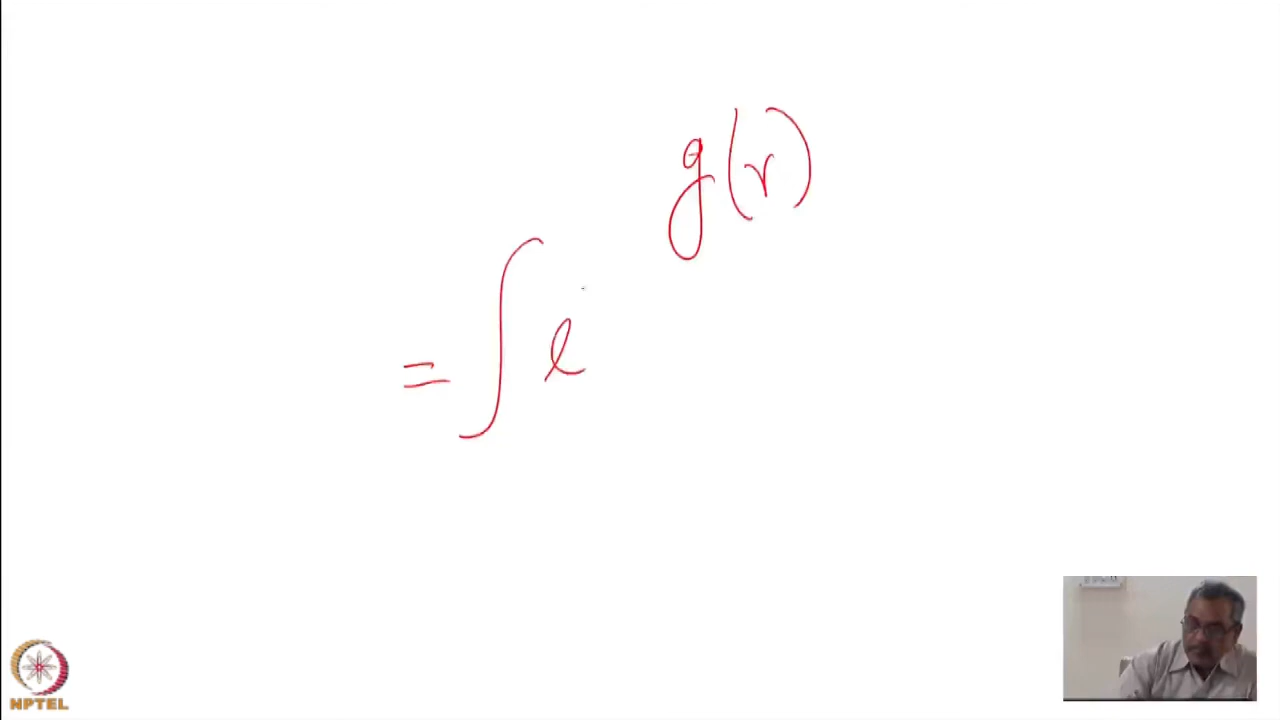 g(r)
= ∫ e
NPTEL